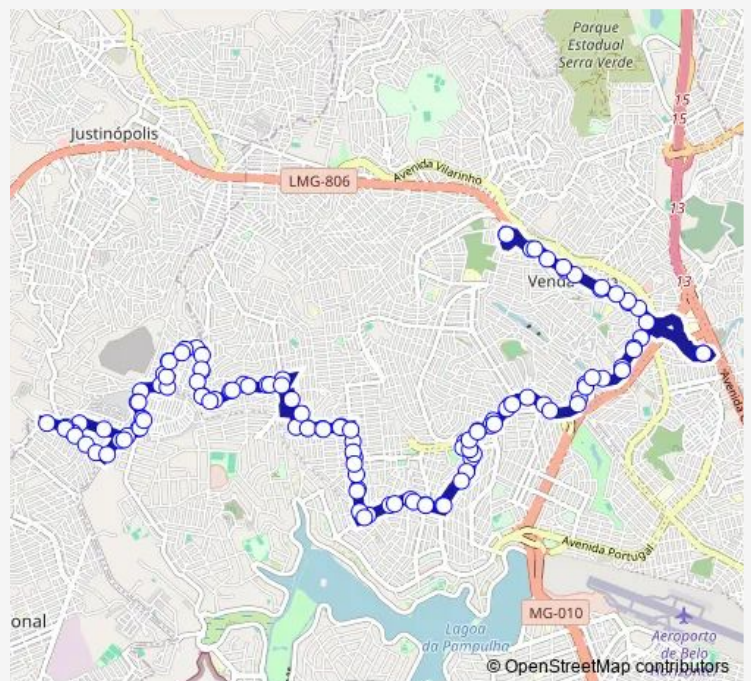 Parque
Estadual
Serra Verde
15
15
Justinópolis
Avenida Vilarinho
LMG-806
13
13
Avenida
Avenida Portugal
MG-010
onal
Lagoa
da Pampulha
Aeroporto
de Belo
© OpenStreetMap contributors